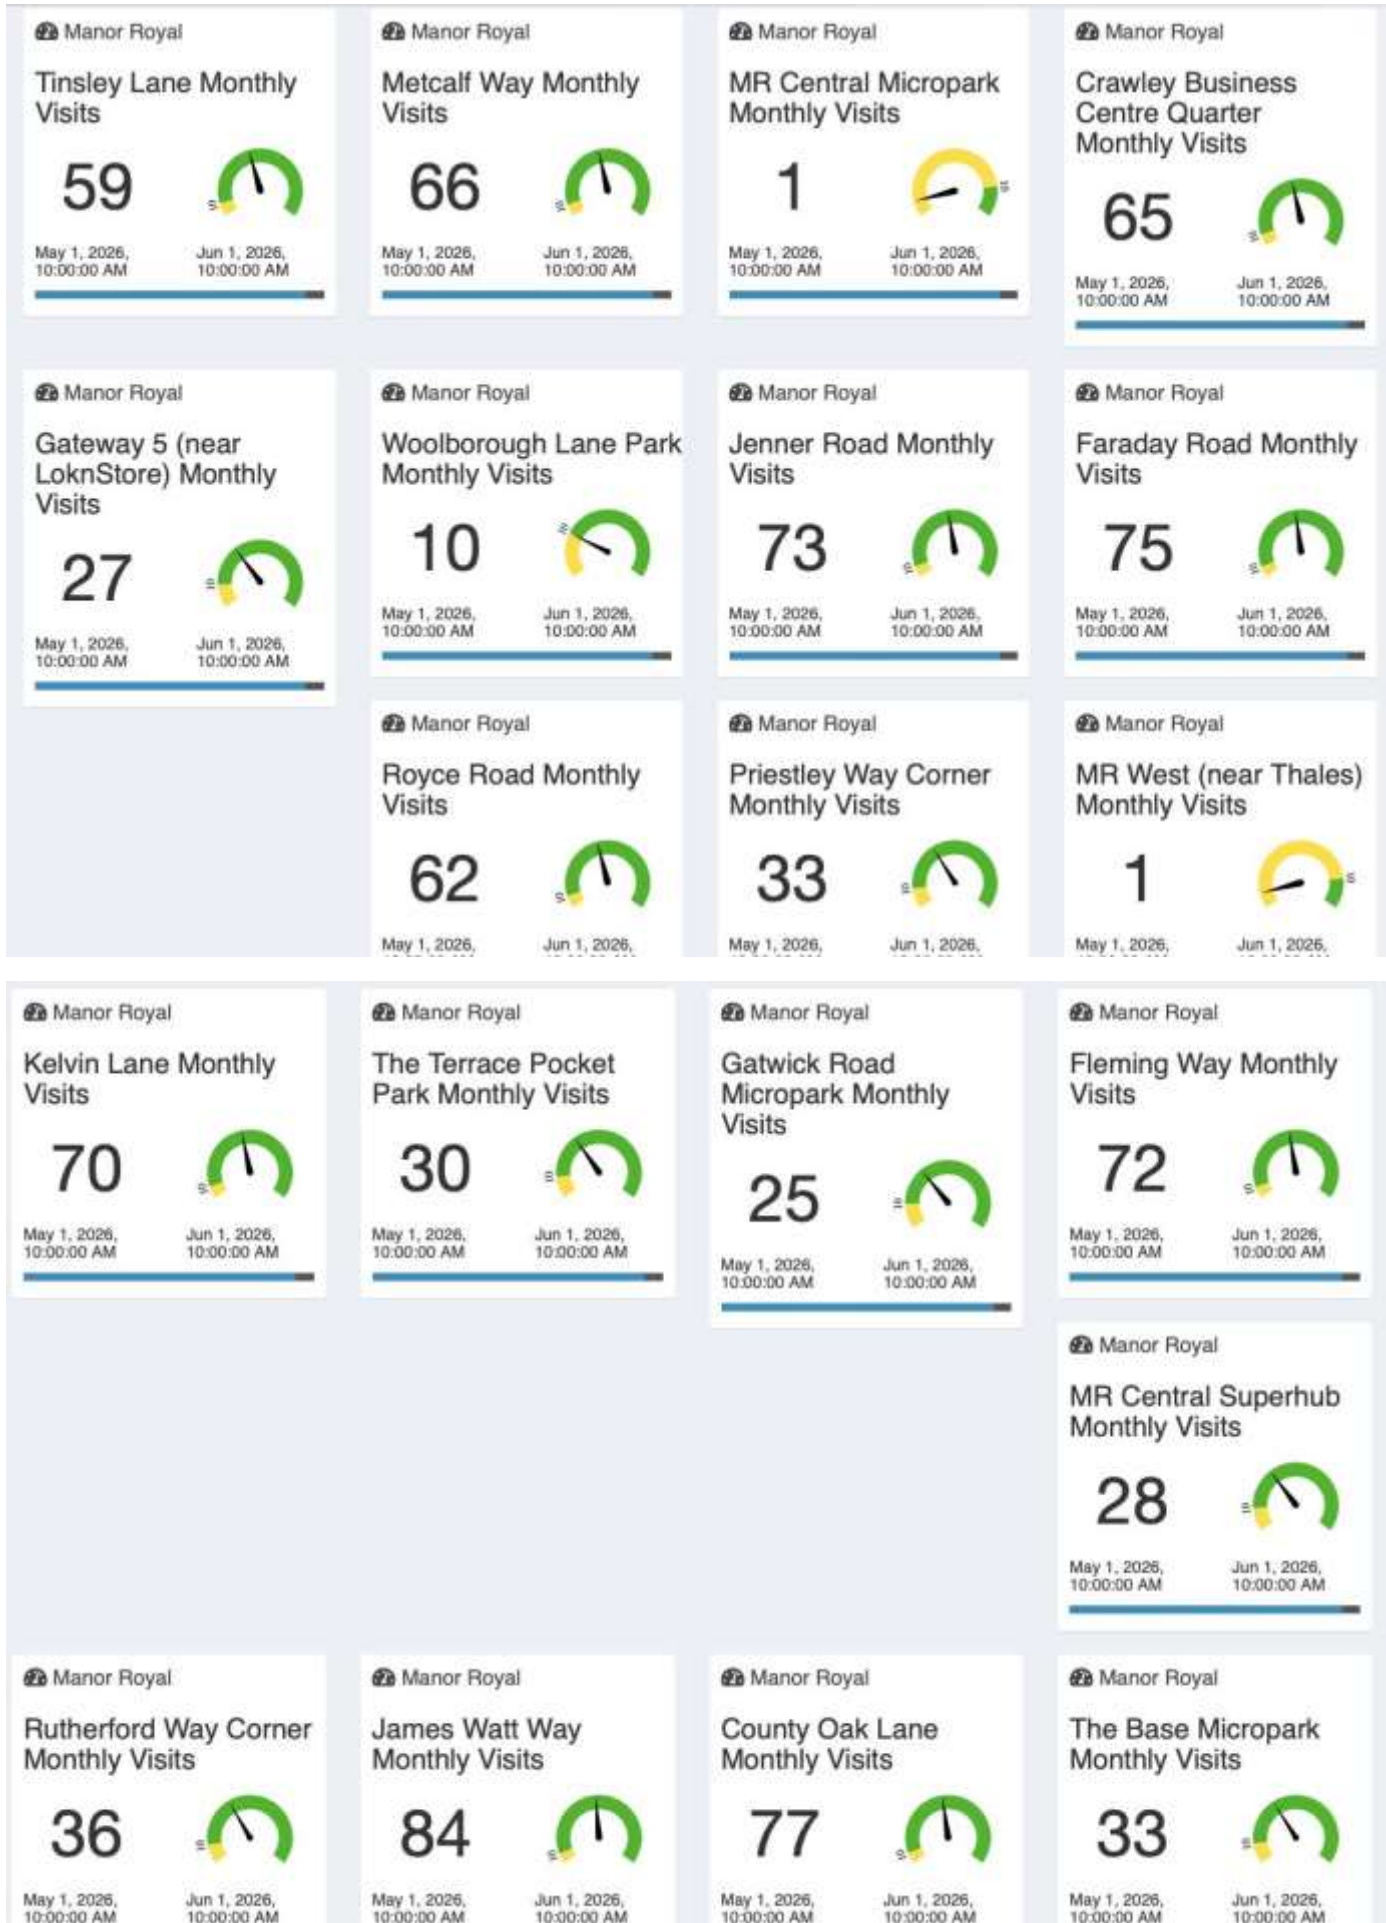 Manor Royal
Tinsley Lane Monthly
Visits
59
10
May 1, 2026,
10:00:00 AM
Jun 1, 2026,
10:00:00 AM
Manor Royal
Metcalf Way Monthly
Visits
66
10
May 1, 2026,
10:00:00 AM
Jun 1, 2026,
10:00:00 AM
Manor Royal
MR Central Micropark
Monthly Visits
1
10
May 1, 2026,
10:00:00 AM
Jun 1, 2026,
10:00:00 AM
Manor Royal
Crawley Business
Centre Quarter
Monthly Visits
65
10
May 1, 2026,
10:00:00 AM
Jun 1, 2026,
10:00:00 AM
Manor Royal
Gateway 5 (near
LoknStore) Monthly
Visits
27
10
May 1, 2026,
10:00:00 AM
Jun 1, 2026,
10:00:00 AM
Manor Royal
Woolborough Lane Park
Monthly Visits
10
10
May 1, 2026,
10:00:00 AM
Jun 1, 2026,
10:00:00 AM
Manor Royal
Jenner Road Monthly
Visits
73
10
May 1, 2026,
10:00:00 AM
Jun 1, 2026,
10:00:00 AM
Manor Royal
Faraday Road Monthly
Visits
75
10
May 1, 2026,
10:00:00 AM
Jun 1, 2026,
10:00:00 AM
Manor Royal
Royce Road Monthly
Visits
62
10
May 1, 2026,
Jun 1, 2026,
Manor Royal
Priestley Way Corner
Monthly Visits
33
10
May 1, 2026,
Jun 1, 2026,
Manor Royal
MR West (near Thales)
Monthly Visits
1
10
May 1, 2026,
Jun 1, 2026,
Manor Royal
Kelvin Lane Monthly
Visits
70
10
May 1, 2026,
10:00:00 AM
Jun 1, 2026,
10:00:00 AM
Manor Royal
The Terrace Pocket
Park Monthly Visits
30
10
May 1, 2026,
10:00:00 AM
Jun 1, 2026,
10:00:00 AM
Manor Royal
Gatwick Road
Micropark Monthly
Visits
25
10
May 1, 2026,
10:00:00 AM
Jun 1, 2026,
10:00:00 AM
Manor Royal
Fleming Way Monthly
Visits
72
10
May 1, 2026,
10:00:00 AM
Jun 1, 2026,
10:00:00 AM
Manor Royal
MR Central Superhub
Monthly Visits
28
10
May 1, 2026,
10:00:00 AM
Jun 1, 2026,
10:00:00 AM
Manor Royal
Rutherford Way Corner
Monthly Visits
36
10
May 1, 2026,
10:00:00 AM
Jun 1, 2026,
10:00:00 AM
Manor Royal
James Watt Way
Monthly Visits
84
10
May 1, 2026,
10:00:00 AM
Jun 1, 2026,
10:00:00 AM
Manor Royal
County Oak Lane
Monthly Visits
77
10
May 1, 2026,
10:00:00 AM
Jun 1, 2026,
10:00:00 AM
Manor Royal
The Base Micropark
Monthly Visits
33
10
May 1, 2026,
10:00:00 AM
Jun 1, 2026,
10:00:00 AM